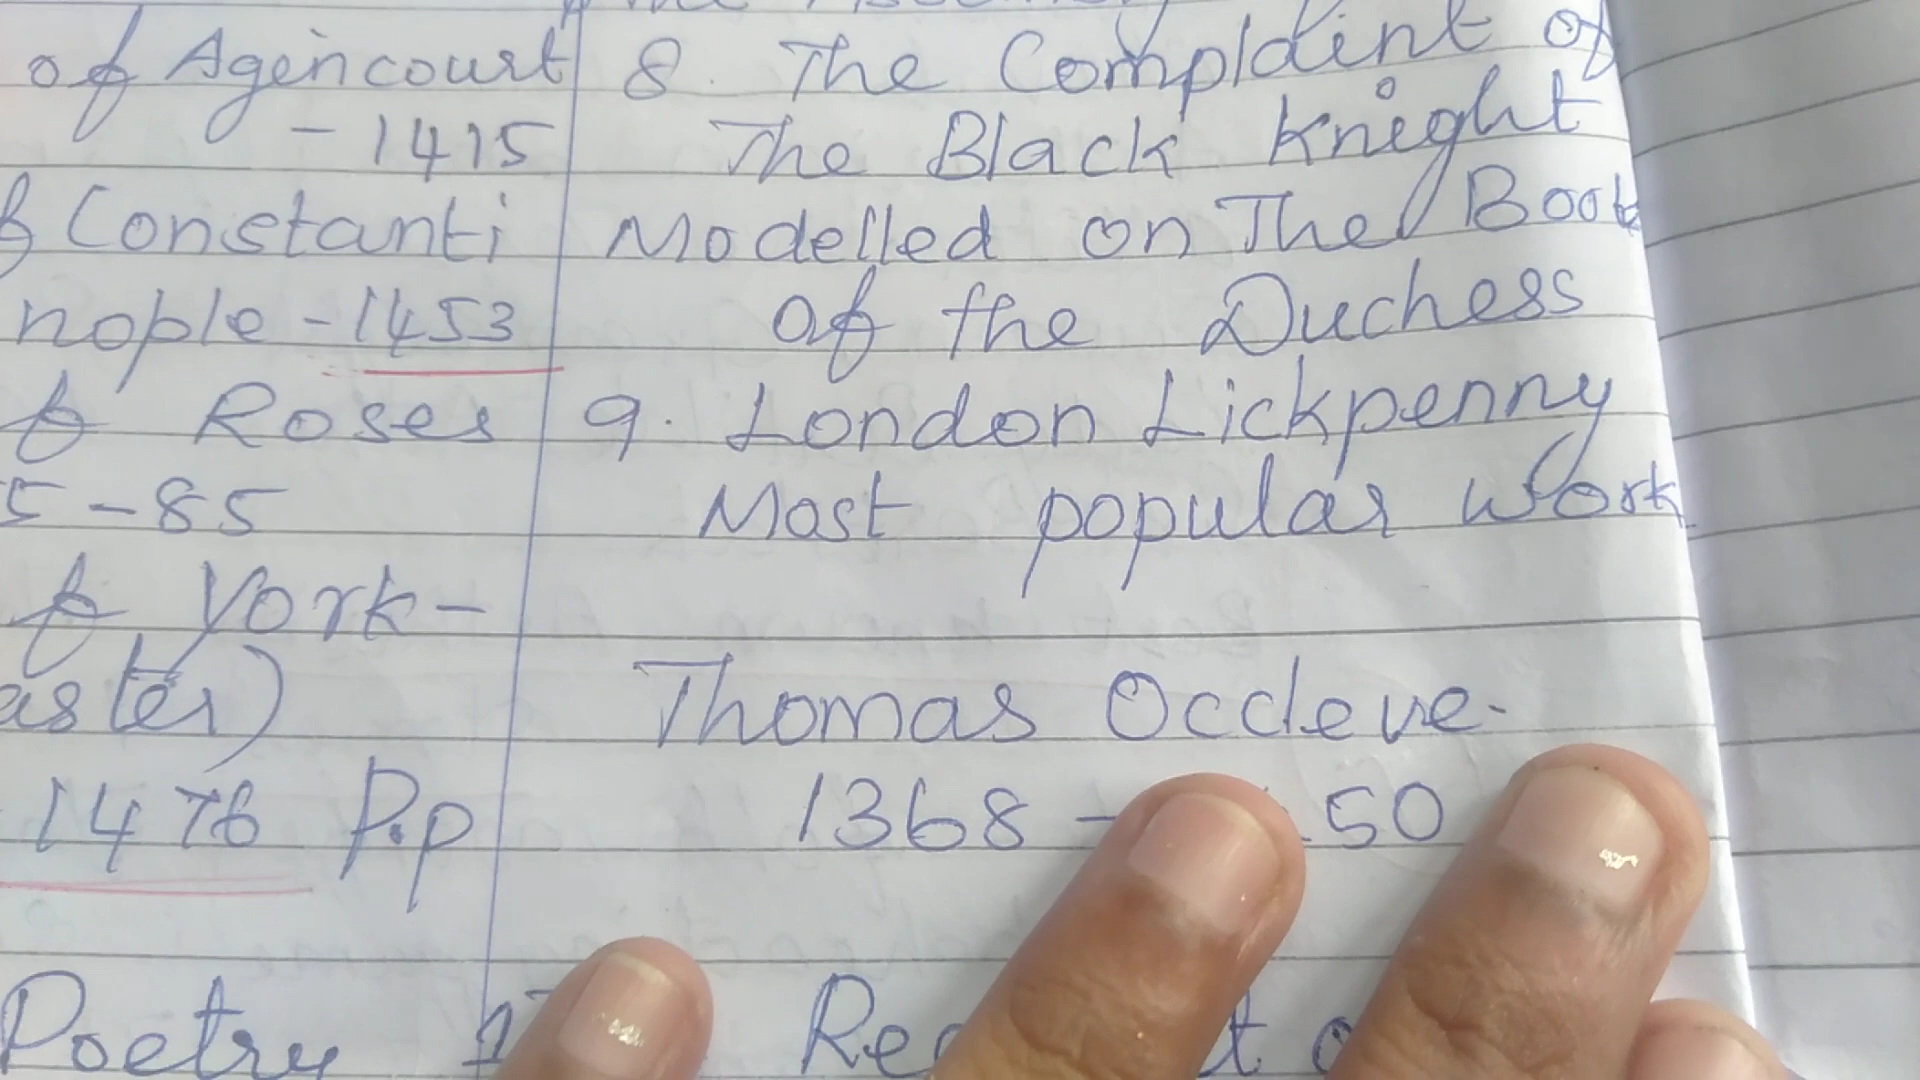 of Agincourt
- 1415
Constanti
nople - 1453
Roses
5 - 85
York -
aster)
1476 P.p
Poetry
8. The Complaint of
The Black Knight
Modelled on The Book
of the Duchess
9. London Lickpenny
Most popular Work
Thomas Occleve -
1368 - 50